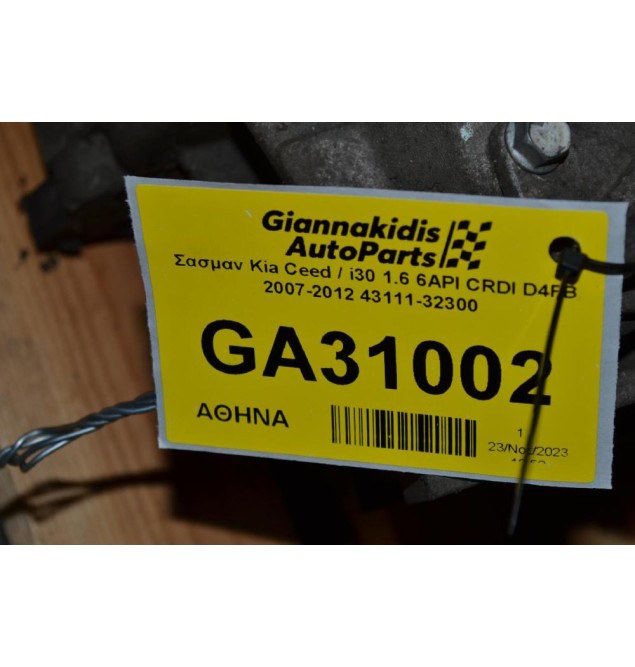 Giannakidis
AutoParts
Σασμαν Kia Ceed / i30 1.6 6ΑΡΙ CRDI D4FB
2007-2012 43111-32300
GA31002
ΑΘΗΝΑ
1
23/Νοε/2023